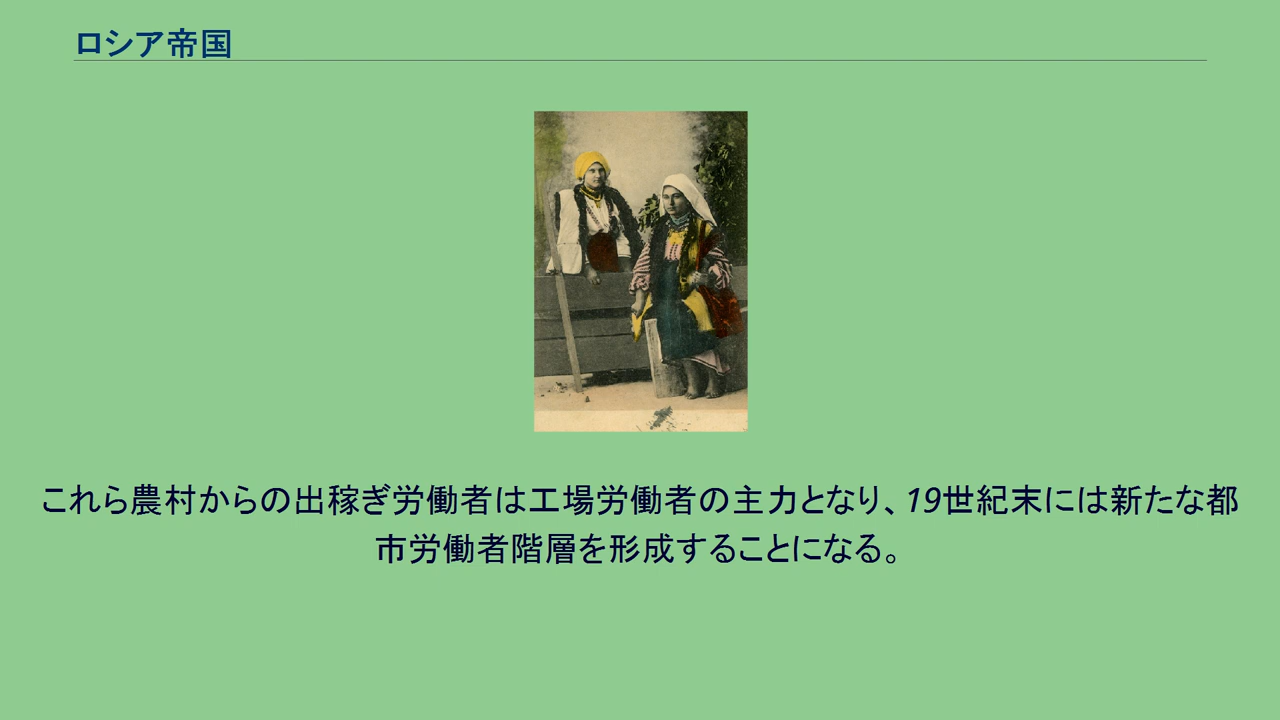 ロシア帝国
これら農村からの出稼ぎ労働者は工場労働者の主力となり、19世紀末には新たな都
市労働者階層を形成することになる。